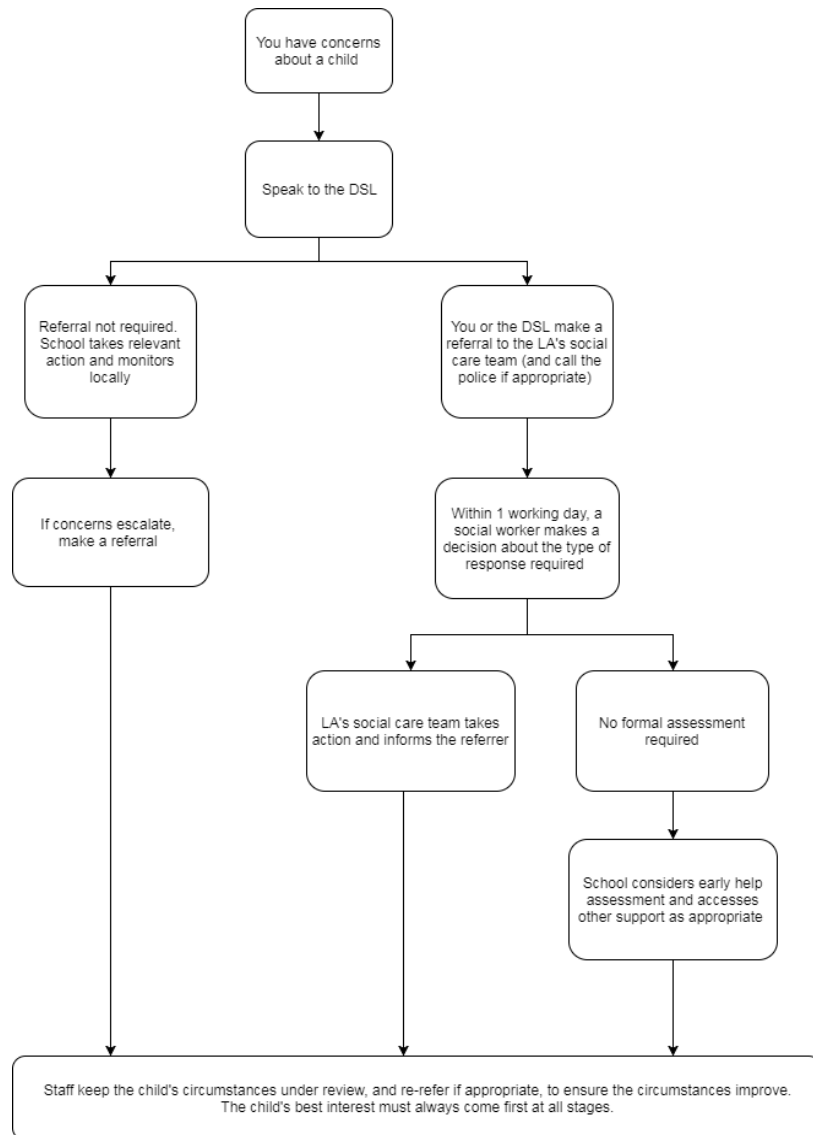 You have concerns
about a child
Speak to the DSL
Referral not required.
School takes relevant
action and monitors
locally
You or the DSL make a
referral to the LA's social
care team (and call the
police if appropriate)
If concerns escalate,
make a referral
Within 1 working day, a
social worker makes a
decision about the type of
response required
LA's social care team takes
action and informs the referrer
No formal assessment
required
School considers early help
assessment and accesses
other support as appropriate
Staff keep the child's circumstances under review, and re-refer if appropriate, to ensure the circumstances improve.
The child's best interest must always come first at all stages.